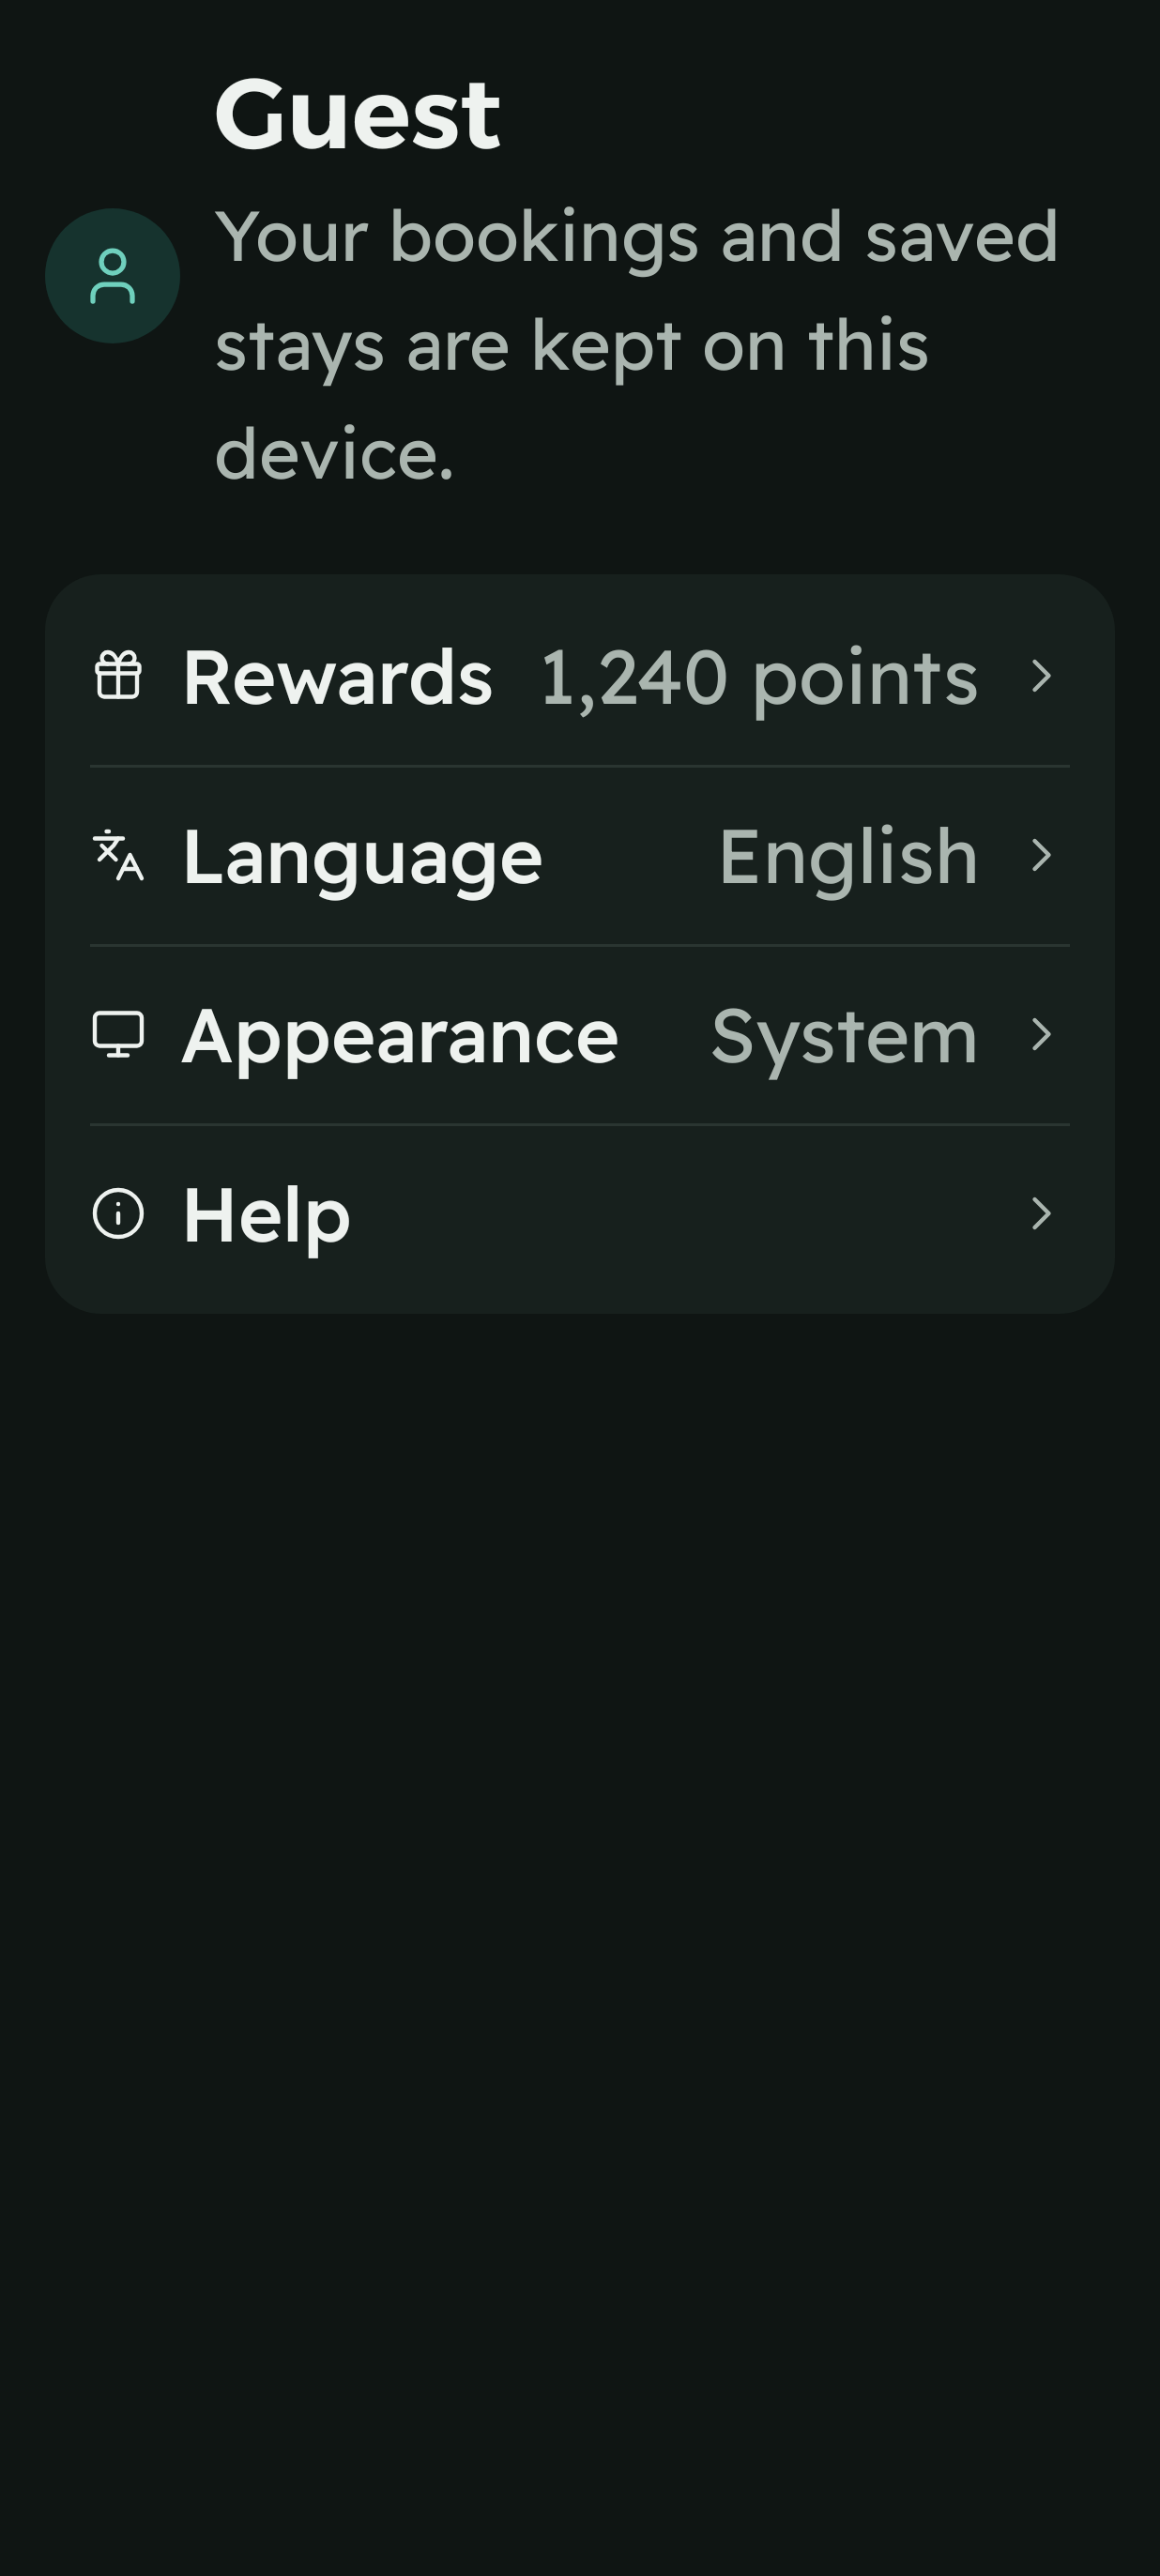 Guest
Your bookings and saved
stays are kept on this
device.
Rewards 1,240 points
Language English
Appearance System
Help